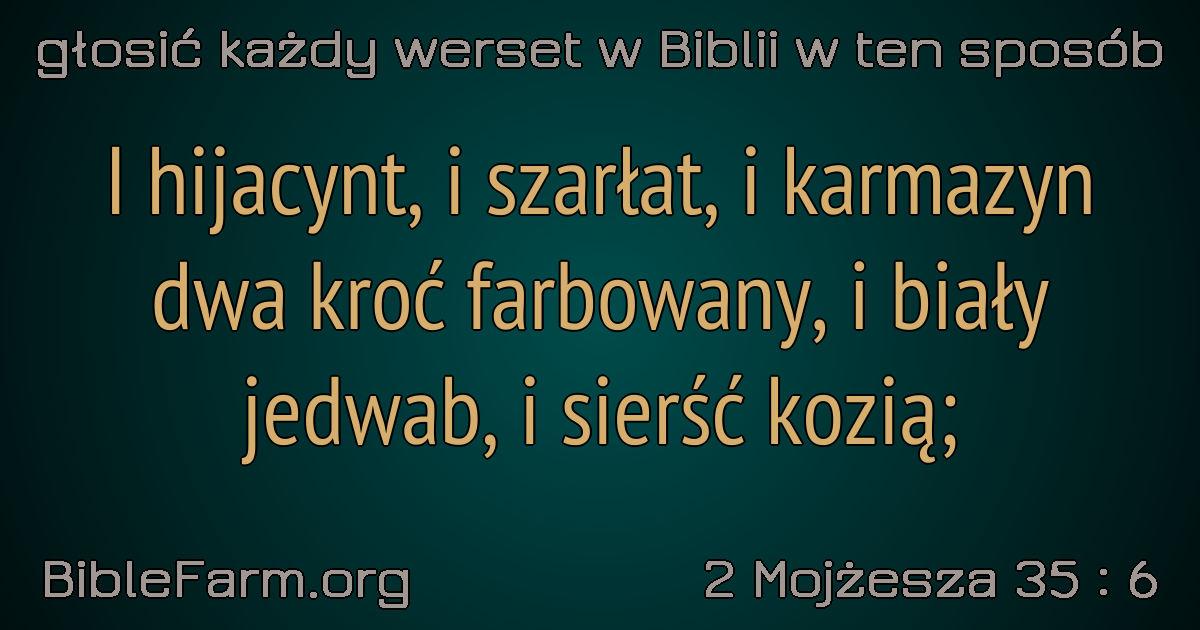 głosić każdy werset w Biblii w ten sposób
I hijacynt, i szarłat, i karmazyn
dwa kroć farbowany, i biały
jedwab, i sierść kozią;
BibleFarm.org
2 Mojżesza 35 : 6